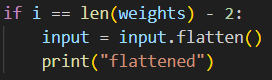 if i == len(weights) - 2:
    input = input.flatten()
    print("flattened")